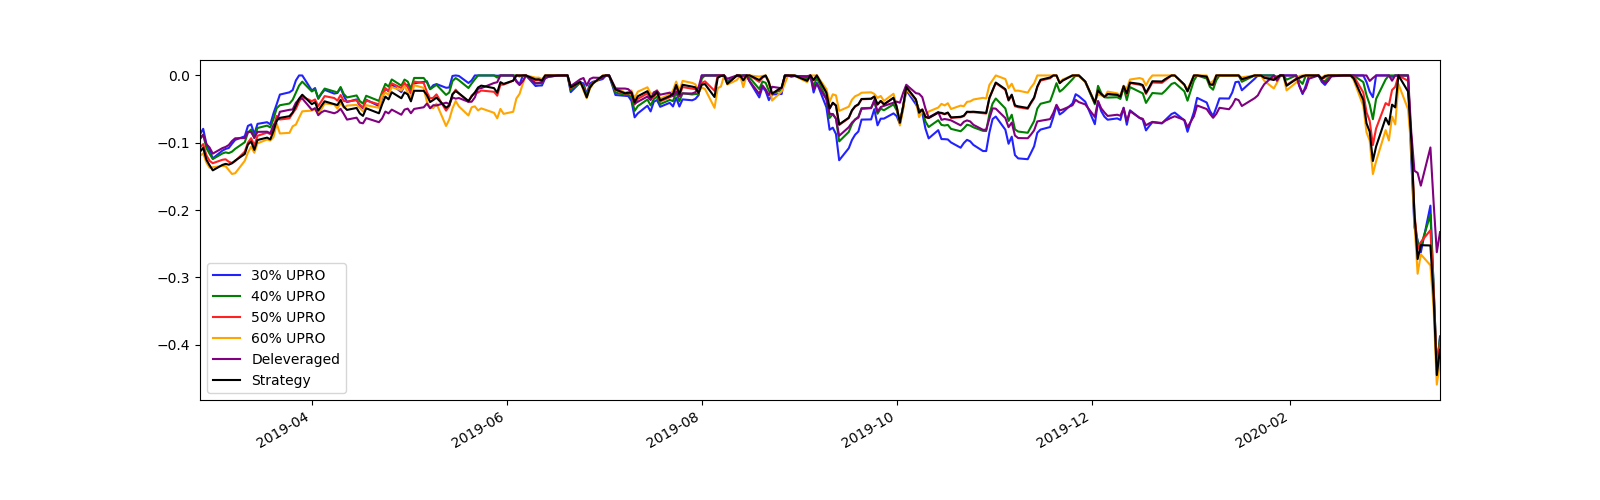 0.0
−0.1
−0.2
−0.3
−0.4
30% UPRO
40% UPRO
50% UPRO
60% UPRO
Deleveraged
Strategy
2019-04
2019-06
2019-08
2019-10
2019-12
2020-02